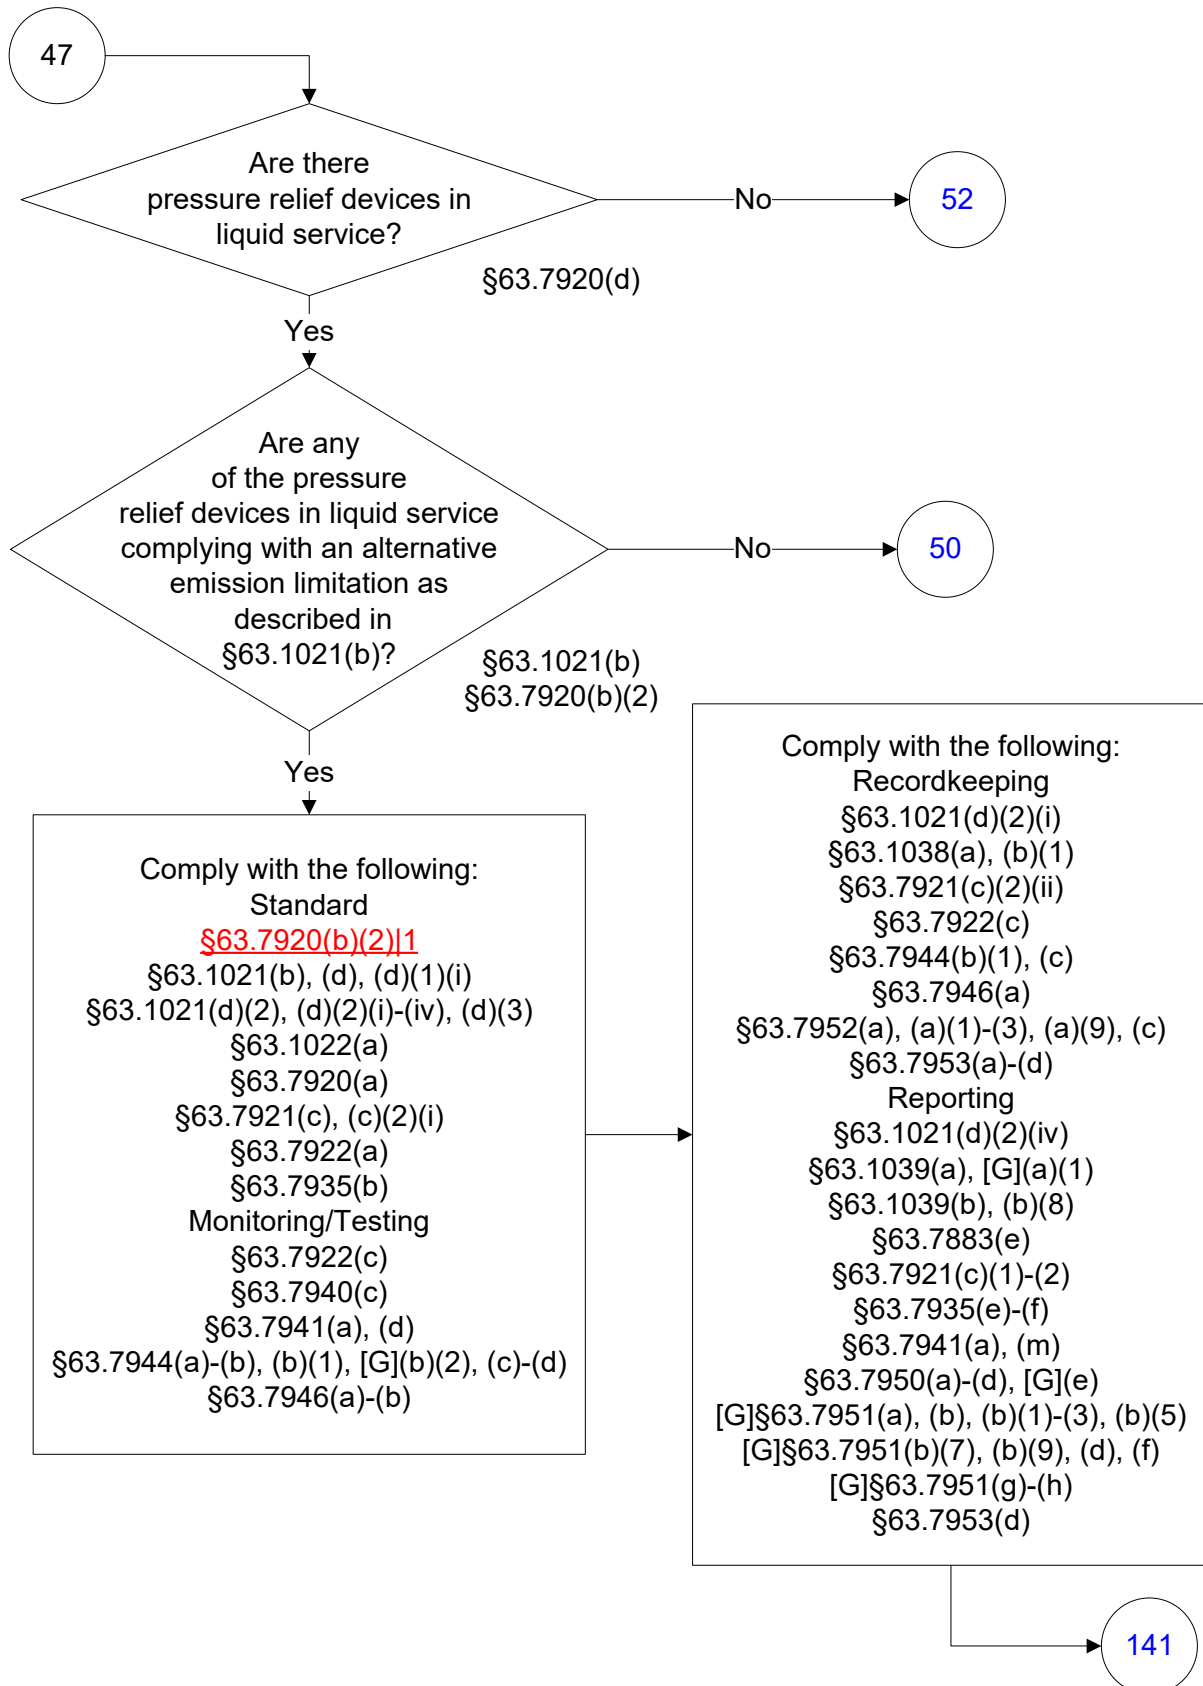 47
Are there
pressure relief devices in
liquid service?
No
52
§63.7920(d)
Yes
Are any
of the pressure
relief devices in liquid service
complying with an alternative
emission limitation as
described in
§63.1021(b)?
No
50
§63.1021(b)
§63.7920(b)(2)
Yes
Comply with the following:
Standard
§63.7920(b)(2)|1
§63.1021(b), (d), (d)(1)(i)
§63.1021(d)(2), (d)(2)(i)-(iv), (d)(3)
§63.1022(a)
§63.7920(a)
§63.7921(c), (c)(2)(i)
§63.7922(a)
§63.7935(b)
Monitoring/Testing
§63.7922(c)
§63.7940(c)
§63.7941(a), (d)
§63.7944(a)-(b), (b)(1), [G](b)(2), (c)-(d)
§63.7946(a)-(b)
Comply with the following:
Recordkeeping
§63.1021(d)(2)(i)
§63.1038(a), (b)(1)
§63.7921(c)(2)(ii)
§63.7922(c)
§63.7944(b)(1), (c)
§63.7946(a)
§63.7952(a), (a)(1)-(3), (a)(9), (c)
§63.7953(a)-(d)
Reporting
§63.1021(d)(2)(iv)
§63.1039(a), [G](a)(1)
§63.1039(b), (b)(8)
§63.7883(e)
§63.7921(c)(1)-(2)
§63.7935(e)-(f)
§63.7941(a), (m)
§63.7950(a)-(d), [G](e)
[G]§63.7951(a), (b), (b)(1)-(3), (b)(5)
[G]§63.7951(b)(7), (b)(9), (d), (f)
[G]§63.7951(g)-(h)
§63.7953(d)
141